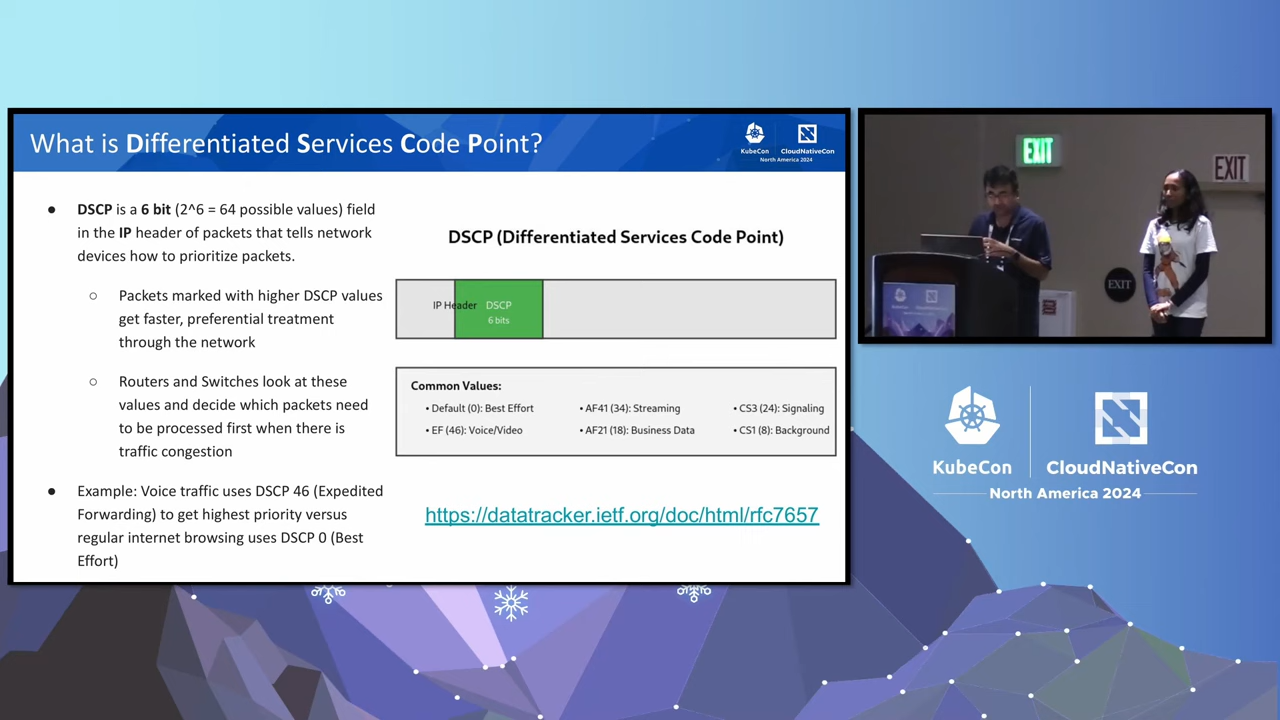 What is Differentiated Services Code Point?
KubeCon
CloudNativeCon
North America 2024
● DSCP is a 6 bit (2^6 = 64 possible values) field
in the IP header of packets that tells network
devices how to prioritize packets.
○ Packets marked with higher DSCP values
get faster, preferential treatment
through the network
○ Routers and Switches look at these
values and decide which packets need
to be processed first when there is
traffic congestion
● Example: Voice traffic uses DSCP 46 (Expedited
Forwarding) to get highest priority versus
regular internet browsing uses DSCP 0 (Best
Effort)
DSCP (Differentiated Services Code Point)
IP Header
DSCP
6 bits
Common Values:
• Default (0): Best Effort
• AF41 (34): Streaming
• CS3 (24): Signaling
• EF (46): Voice/Video
• AF21 (18): Business Data
• CS1 (8): Background
https://datatracker.ietf.org/doc/html/rfc7657
EXIT
EXIT
EXIT
KubeCon
CloudNativeCon
North America 2024